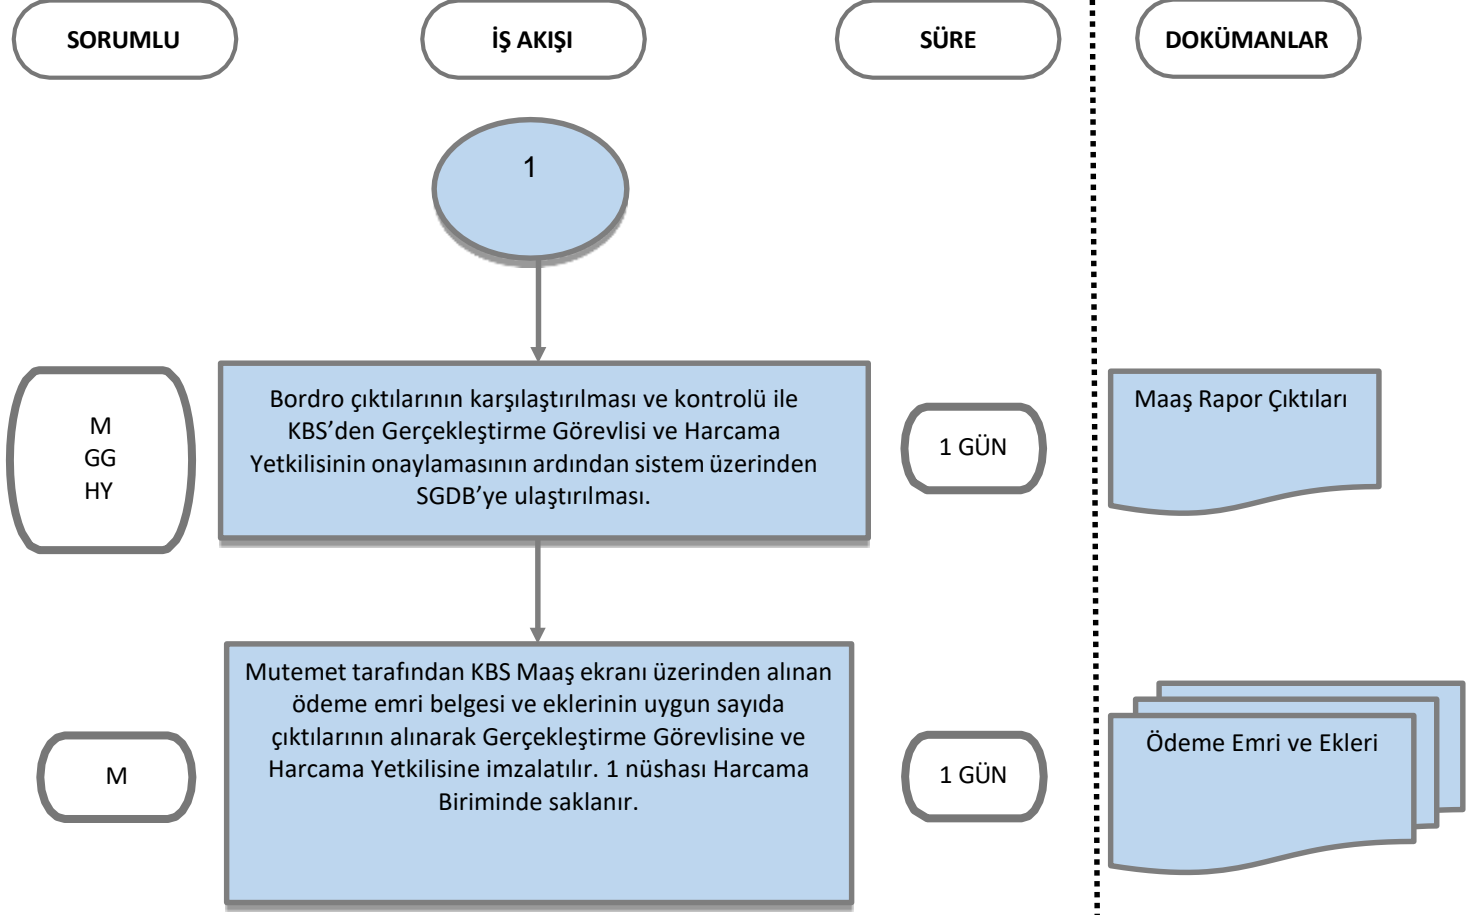 SORUMLU
İŞ AKIŞI
SÜRE
DOKÜMANLAR
1
M
GG
HY
Bordro çıktılarının karşılaştırılması ve kontrolü ile
KBS’den Gerçekleştirme Görevlisi ve Harcama
Yetkilisinin onaylamasının ardından sistem üzerinden
SGDB’ye ulaştırılması.
1 GÜN
Maaş Rapor Çıktıları
M
Mutemet tarafından KBS Maaş ekranı üzerinden alınan
ödeme emri belgesi ve eklerinin uygun sayıda
çıktılarının alınarak Gerçekleştirme Görevlisine ve
Harcama Yetkilisine imzalatılır. 1 nüshası Harcama
Biriminde saklanır.
1 GÜN
Ödeme Emri ve Ekleri